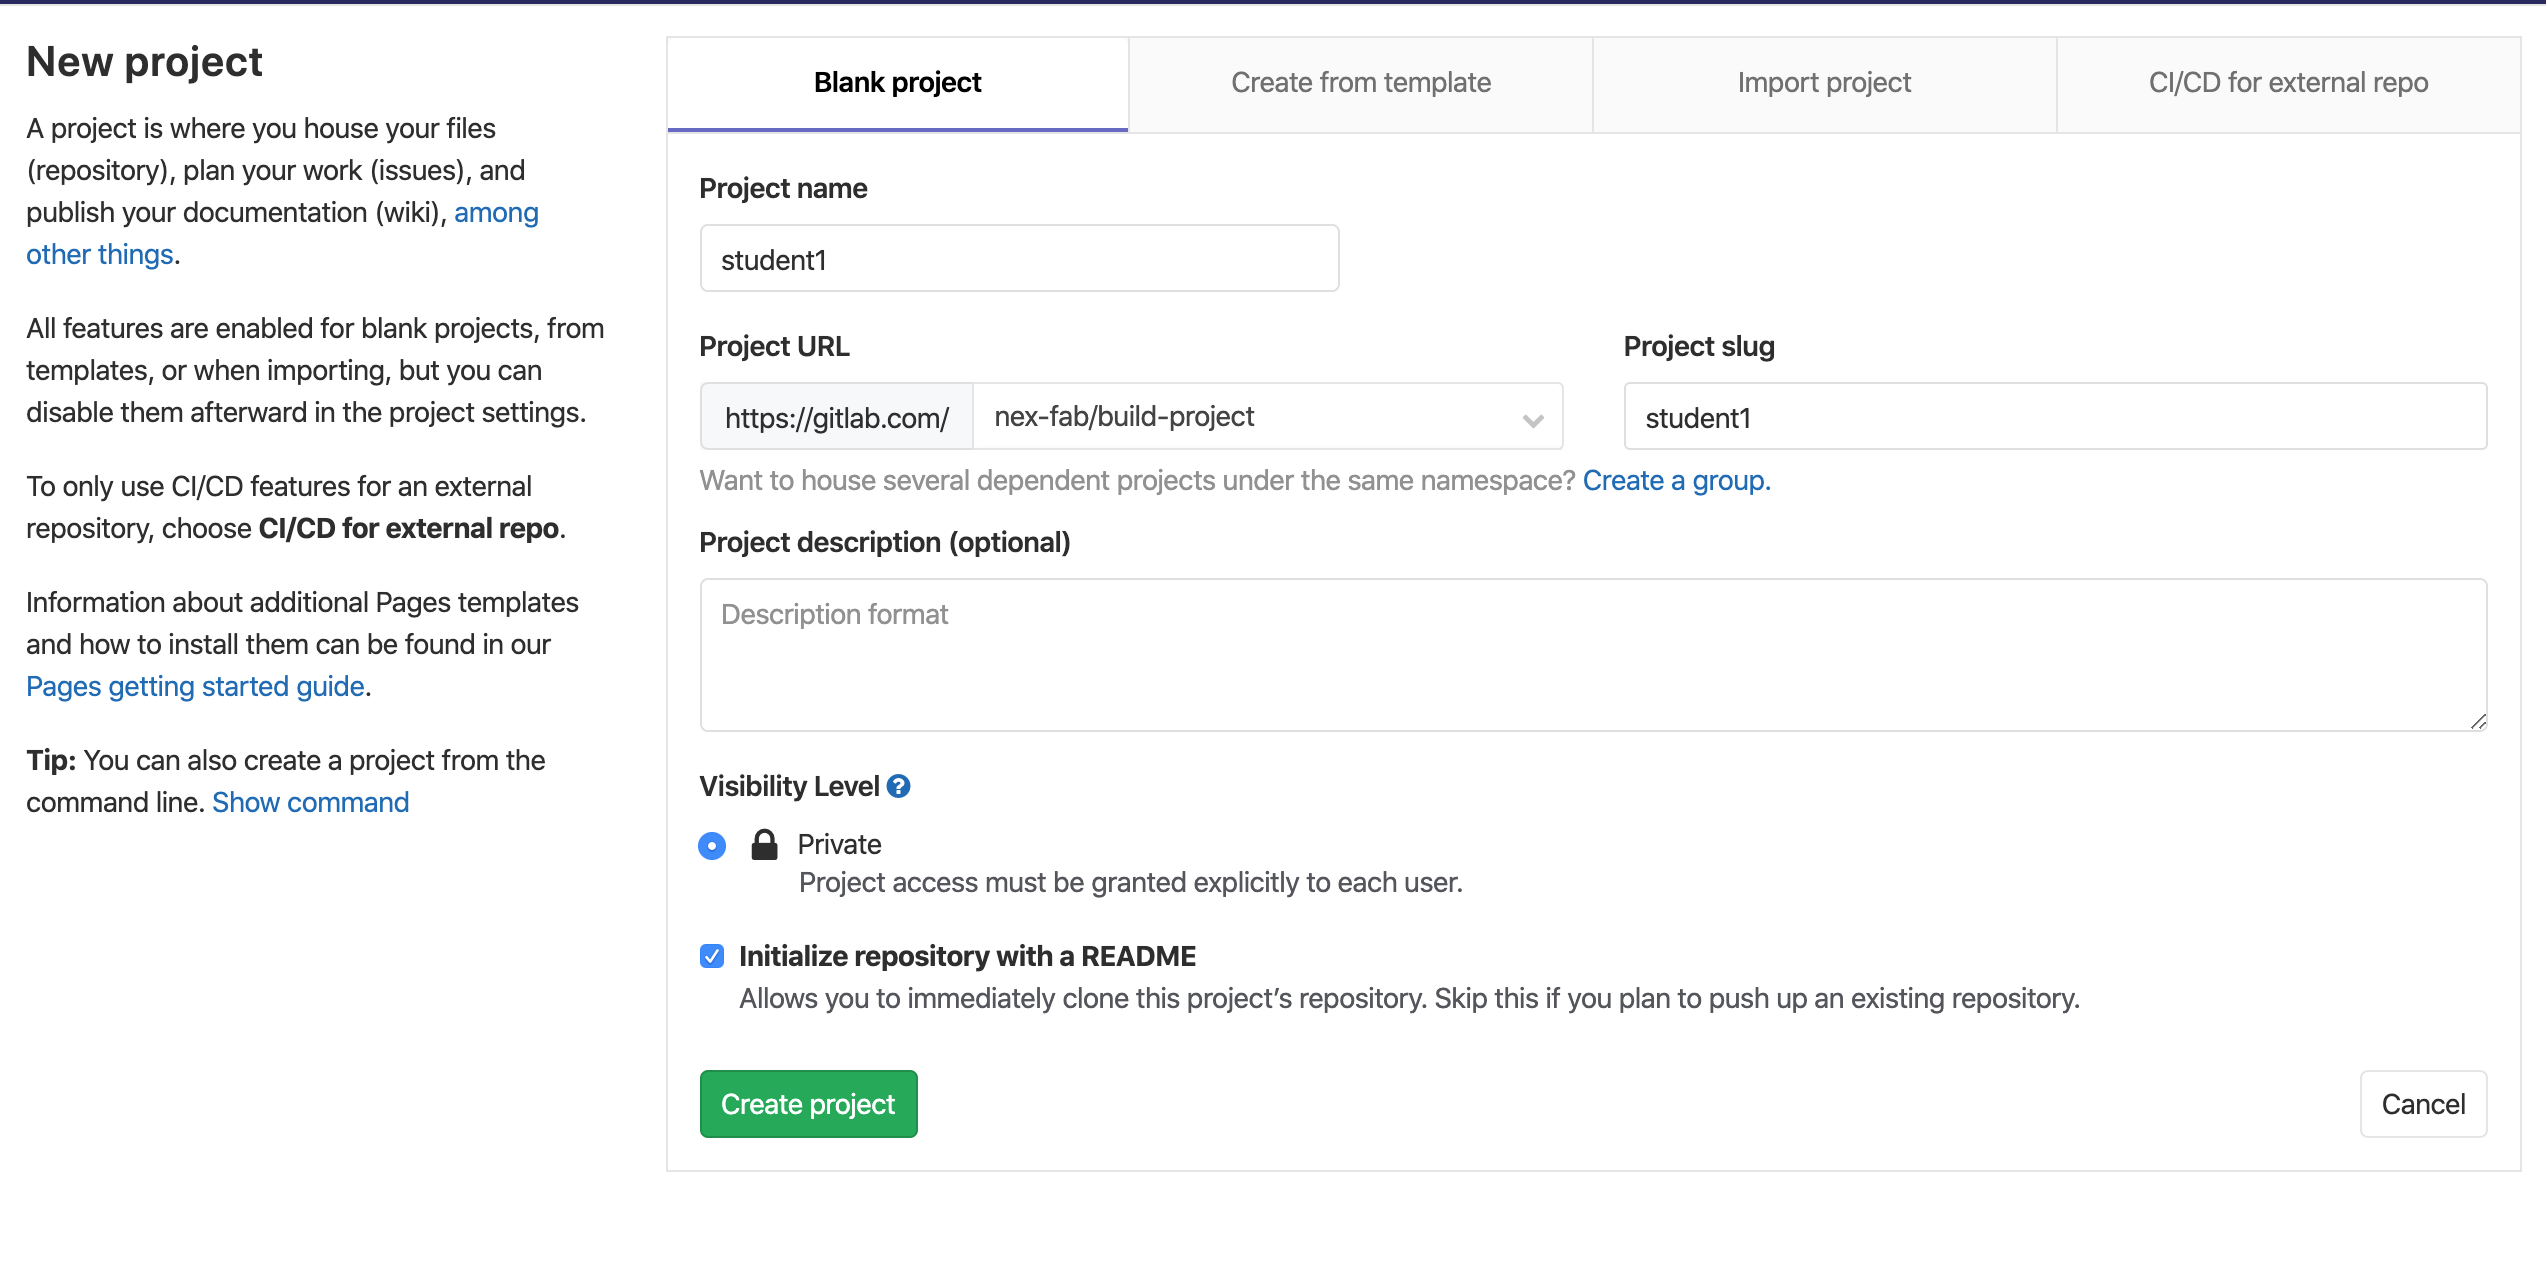 New project
A project is where you house your files
(repository), plan your work (issues), and
publish your documentation (wiki), among
other things.
All features are enabled for blank projects, from
templates, or when importing, but you can
disable them afterward in the project settings.
To only use CI/CD features for an external
repository, choose CI/CD for external repo.
Information about additional Pages templates
and how to install them can be found in our
Pages getting started guide.
Tip: You can also create a project from the
command line. Show command
Blank project
Create from template
Import project
CI/CD for external repo
Project name
student1
Project URL
https://gitlab.com/
nex-fab/build-project
Project slug
student1
Want to house several dependent projects under the same namespace? Create a group.
Project description (optional)
Description format
Visibility Level
Private
Project access must be granted explicitly to each user.
Initialize repository with a README
Allows you to immediately clone this project’s repository. Skip this if you plan to push up an existing repository.
Create project
Cancel